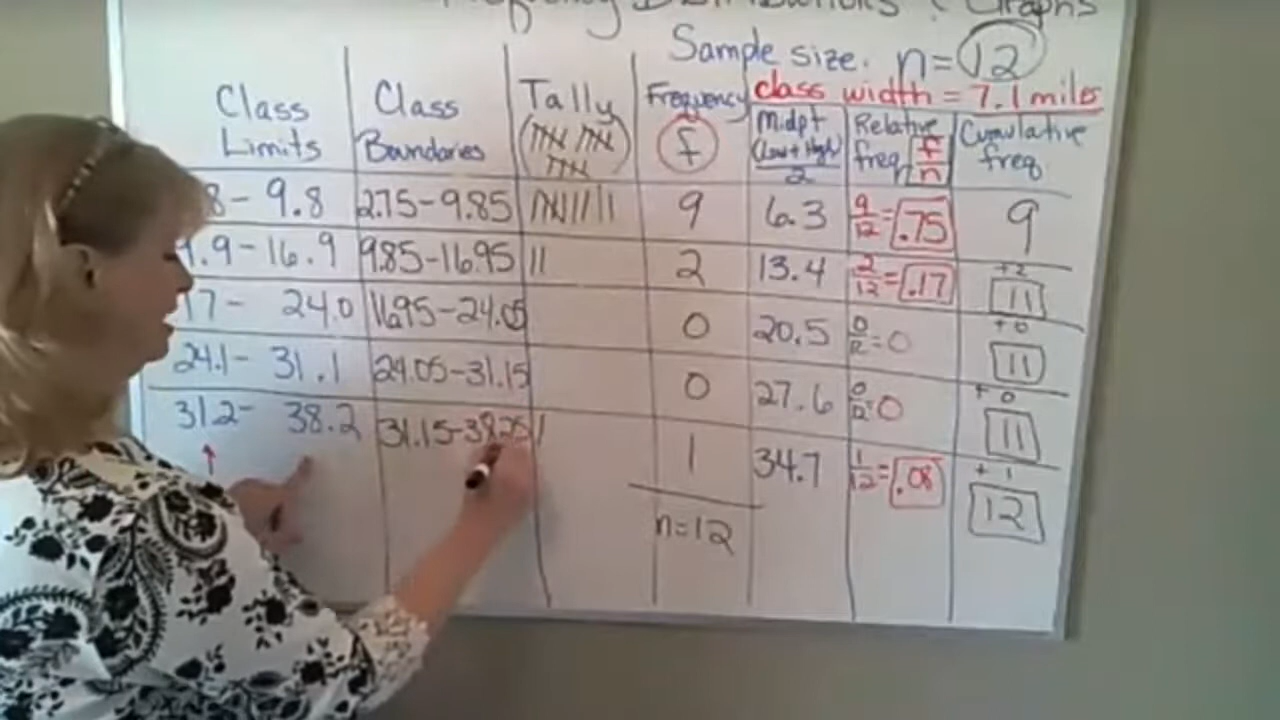 Distributions : Graphs
Sample size. n= 12
class width = 7.1 miles
Class Limits
Class Boundaries
Tally
Frequency f
Midpt (Low + High) 2
Relative freq f n
Cumulative freq.
8 - 9.8 2.75-9.85 9 6.3 9/12 = .75 9
9.9-16.9 9.85-16.95 || 2 13.4 2/12 = .17 +2 11
17 - 24.0 16.95-24.05 0 20.5 0/12 = 0 +0 11
24.1- 31.1 24.05-31.15 0 27.6 0/12 = 0 +0 11
31.2- 38.2 31.15-38.25 | 1 34.7 1/12 = .08 +1 12
n=12